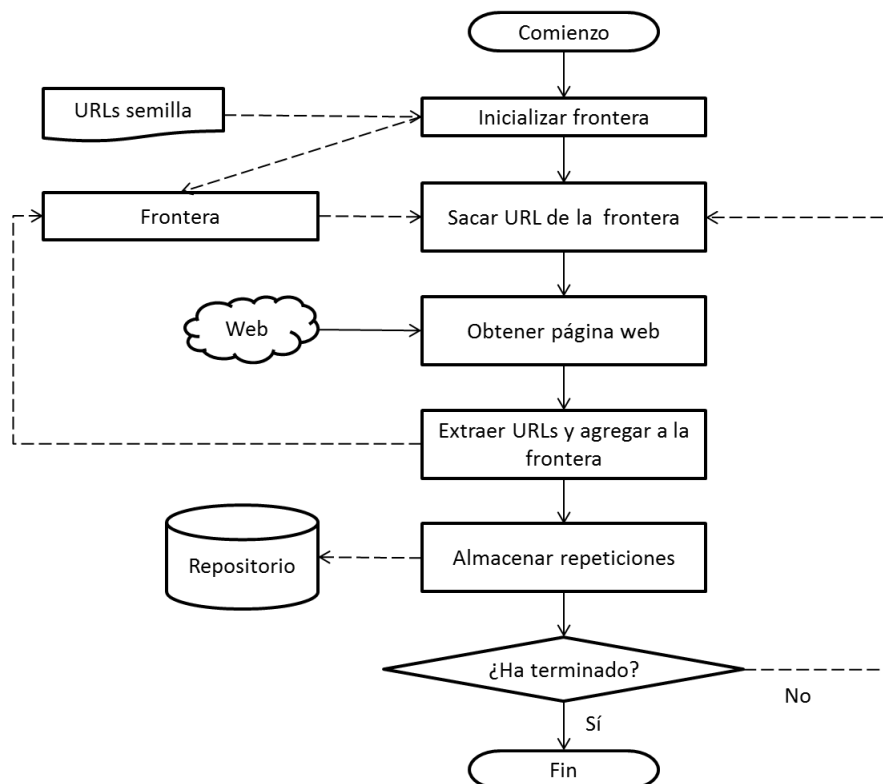 Comienzo
URLs semilla
Inicializar frontera
Frontera
Sacar URL de la frontera
Web
Obtener página web
Extraer URLs y agregar a la
frontera
Repositorio
Almacenar repeticiones
¿Ha terminado?
No
Sí
Fin